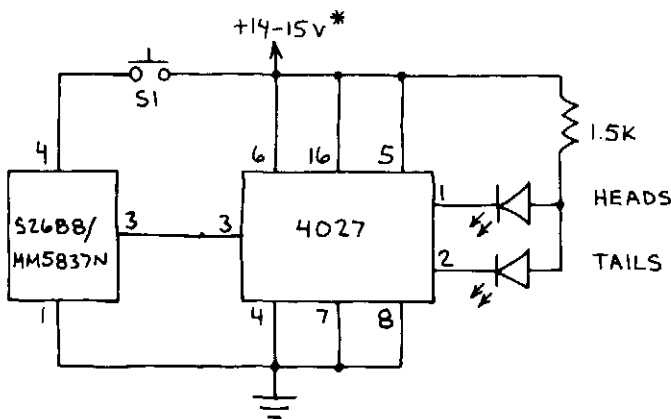 +14-15V*
S1
4
6
16
5
1.5K
S2688/
MM5837N
3
3
4027
1
HEADS
2
TAILS
1
4
7
8